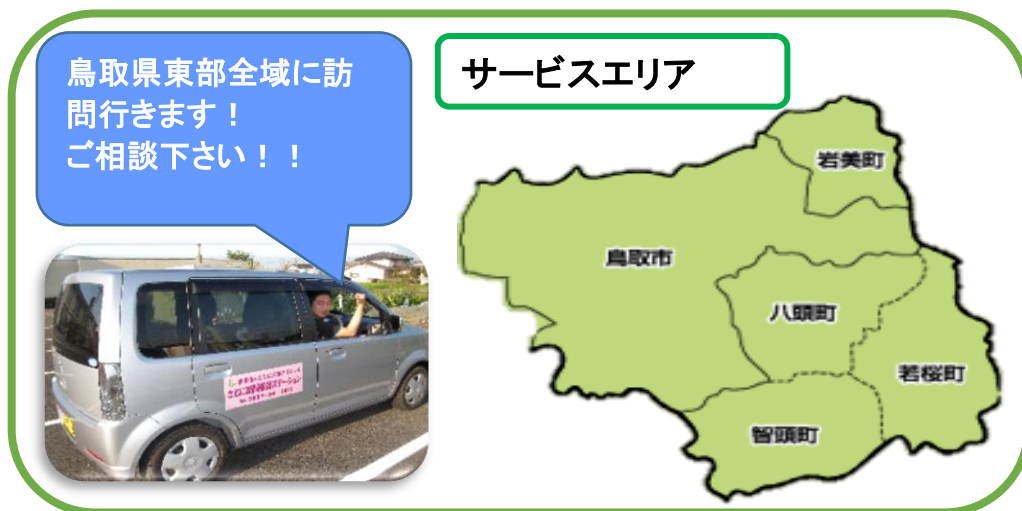 鳥取県東部全域に訪
問行きます！
ご相談下さい！！
サービスエリア
岩美町
鳥取市
八頭町
若桜町
智頭町